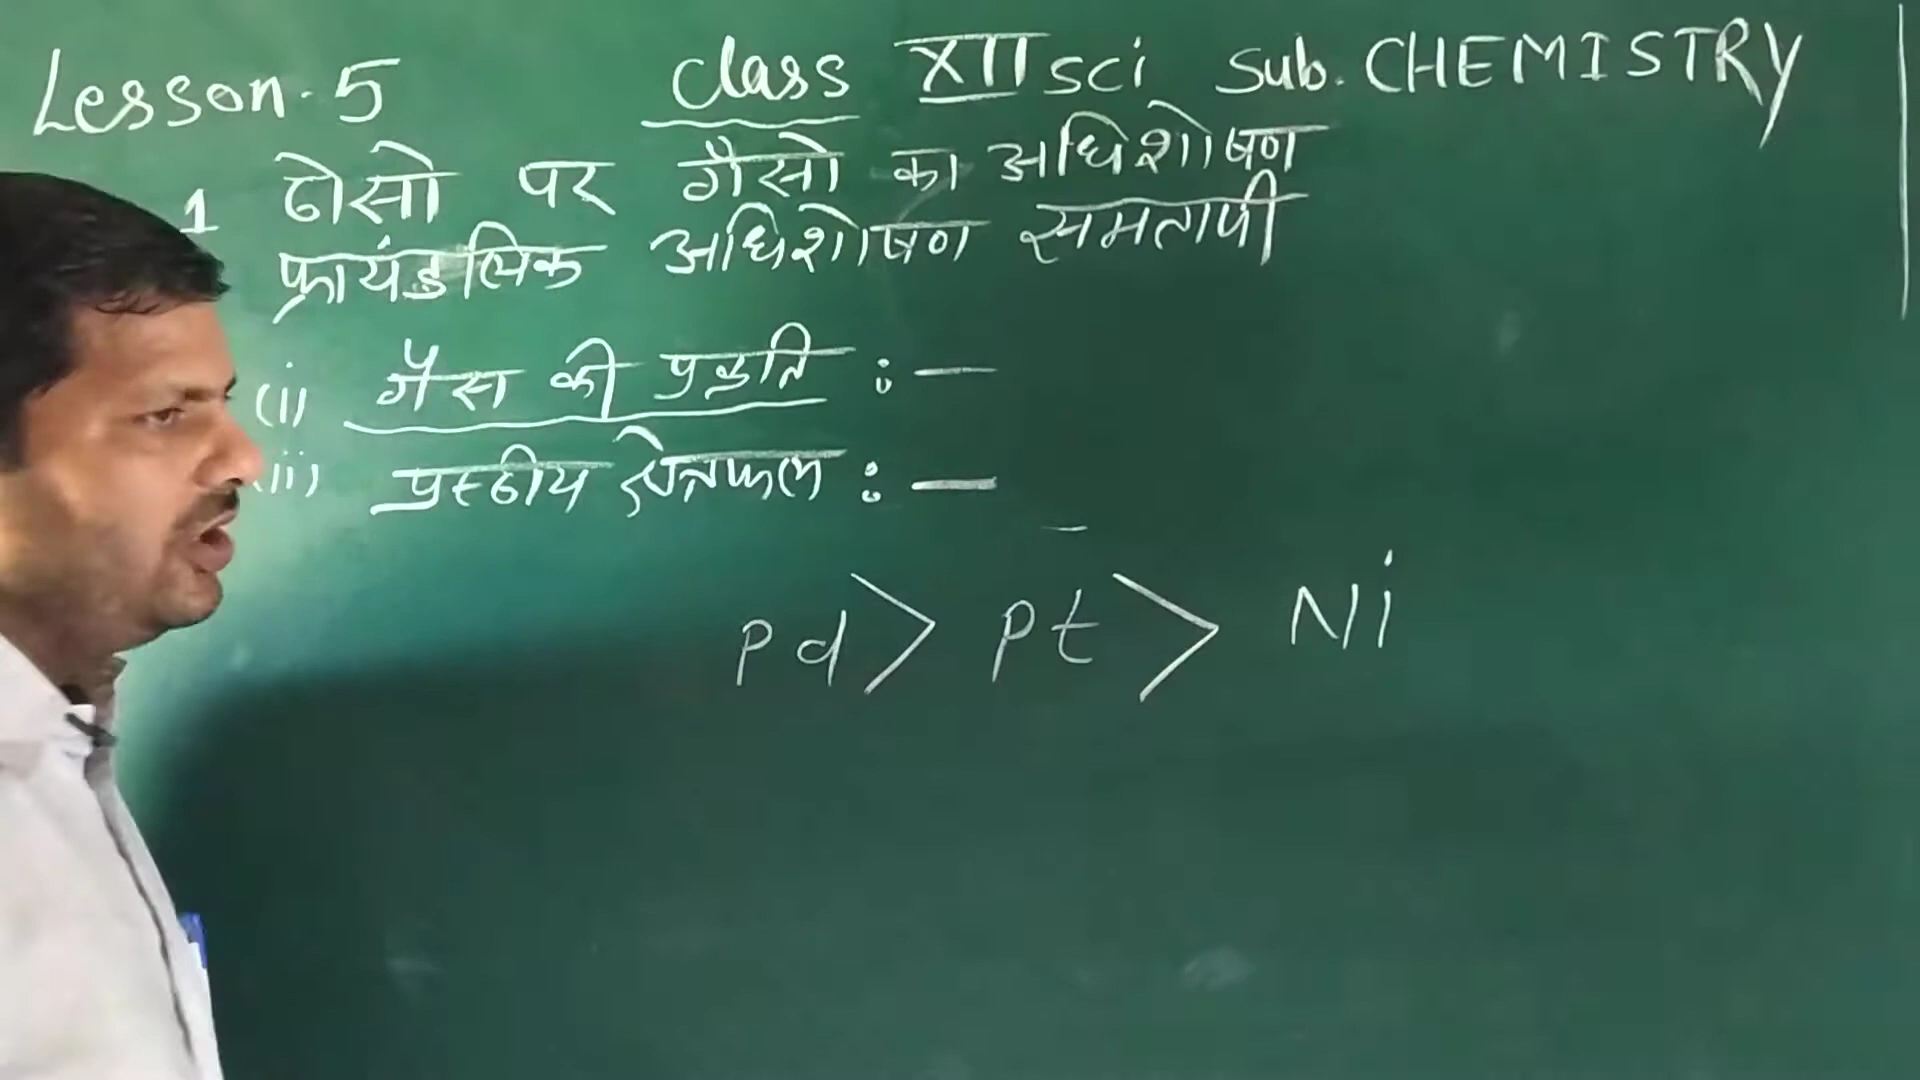 Lesson-5 class XII sci Sub. CHEMISTRY
1 ठोसो पर गैसो का अधिशोषण
फ्रायंडलिक अधिशोषण समतापी
(i) गैस की प्रकृति :—
(ii) प्रष्ठीय क्षेत्रफल :—
Pd > Pt > Ni